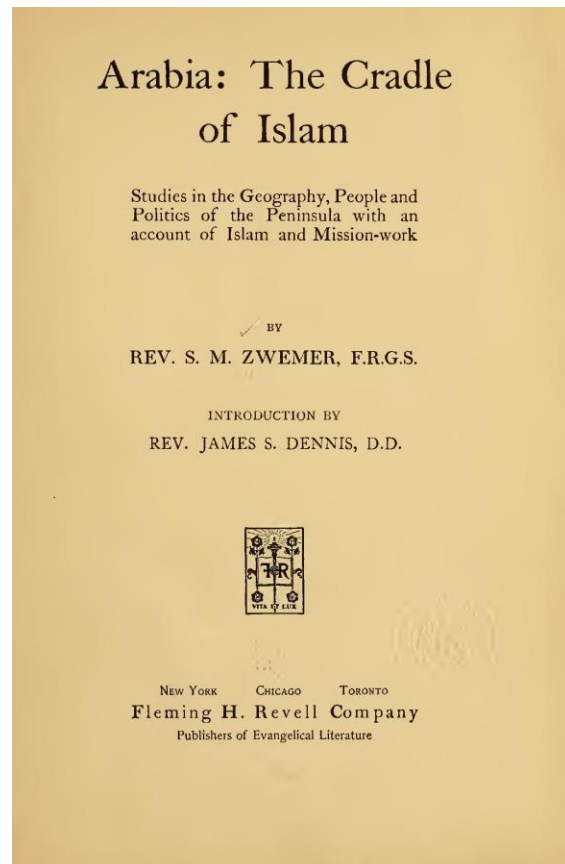 Arabia: The Cradle
of Islam
Studies in the Geography, People and
Politics of the Peninsula with an
account of Islam and Mission-work
BY
REV. S. M. ZWEMER, F.R.G.S.
INTRODUCTION BY
REV. JAMES S. DENNIS, D.D.
FHR
VITA ET LUX
New York Chicago Toronto
Fleming H. Revell Company
Publishers of Evangelical Literature